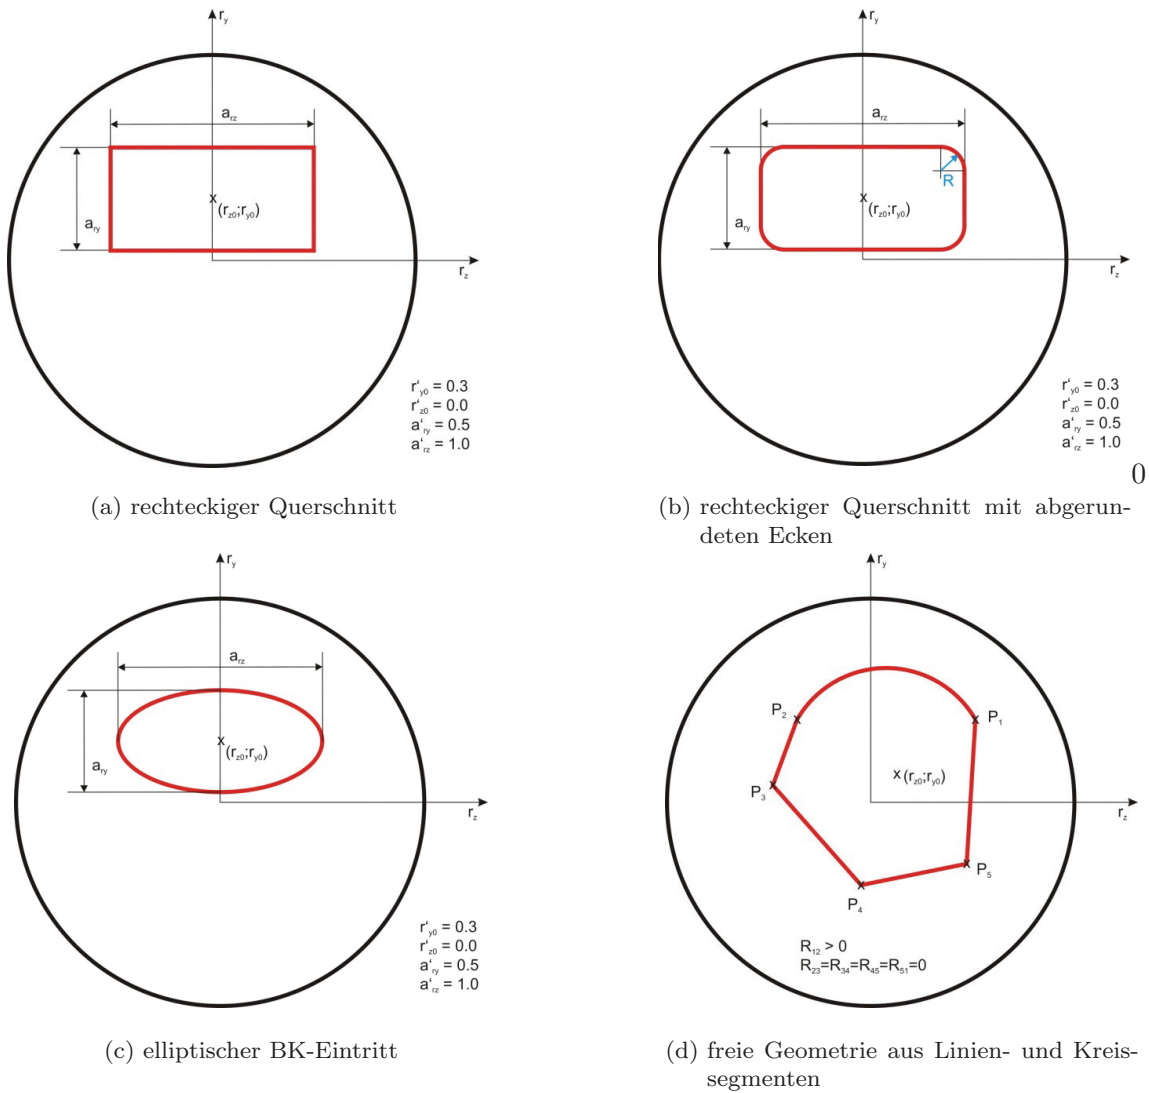 r_y
a_rz
a_ry
x
(r_z0;r_y0)
r_z
r'_y0 = 0.3
r'_z0 = 0.0
a'_ry = 0.5
a'_rz = 1.0
(a) rechteckiger Querschnitt
r_y
a_rz
R
a_ry
x
(r_z0;r_y0)
r_z
r'_y0 = 0.3
r'_z0 = 0.0
a'_ry = 0.5
a'_rz = 1.0
0
(b) rechteckiger Querschnitt mit abgerun-
deten Ecken
r_y
a_rz
a_ry
x
(r_z0;r_y0)
r_z
r'_y0 = 0.3
r'_z0 = 0.0
a'_ry = 0.5
a'_rz = 1.0
(c) elliptischer BK-Eintritt
r_y
P_2 x
x P_1
x (r_z0;r_y0)
P_3 x
r_z
x P_5
x
P_4
R_12 > 0
R_23=R_34=R_45=R_51=0
(d) freie Geometrie aus Linien- und Kreis-
segmenten